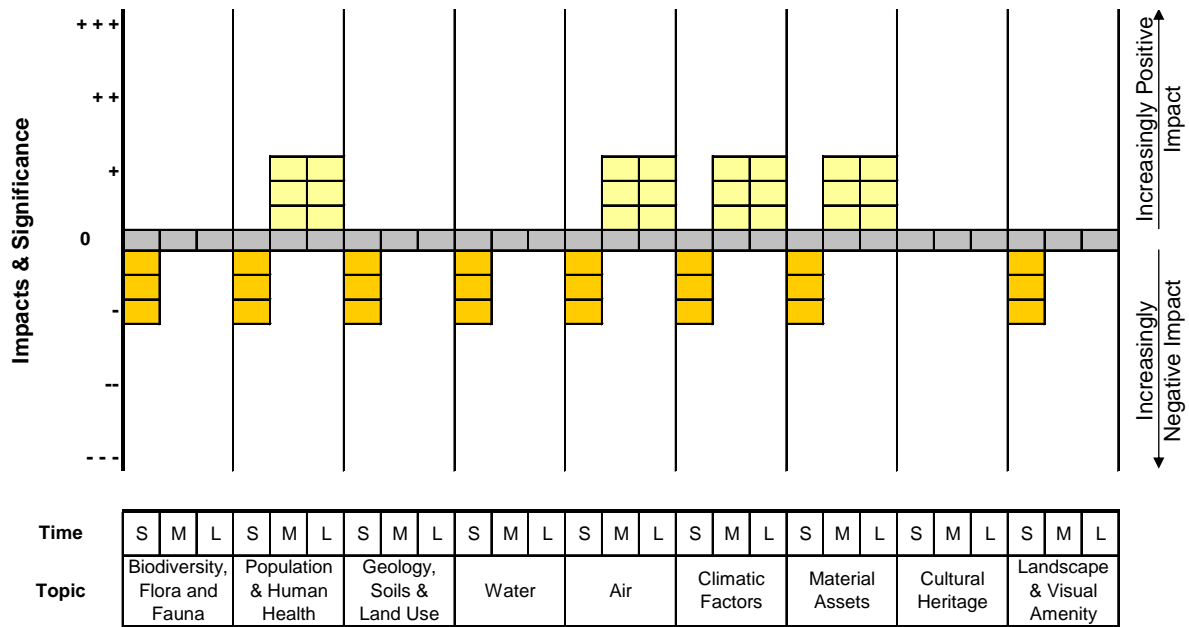 + + +
+ +
+
0
-
--
- - -
Impacts & Significance
Increasingly Positive
Impact
Increasingly
Negative Impact
Time
S M L S M L S M L S M L S M L S M L S M L S M L S M L
Topic
Biodiversity,
Flora and
Fauna
Population
& Human
Health
Geology,
Soils &
Land Use
Water
Air
Climatic
Factors
Material
Assets
Cultural
Heritage
Landscape
& Visual
Amenity